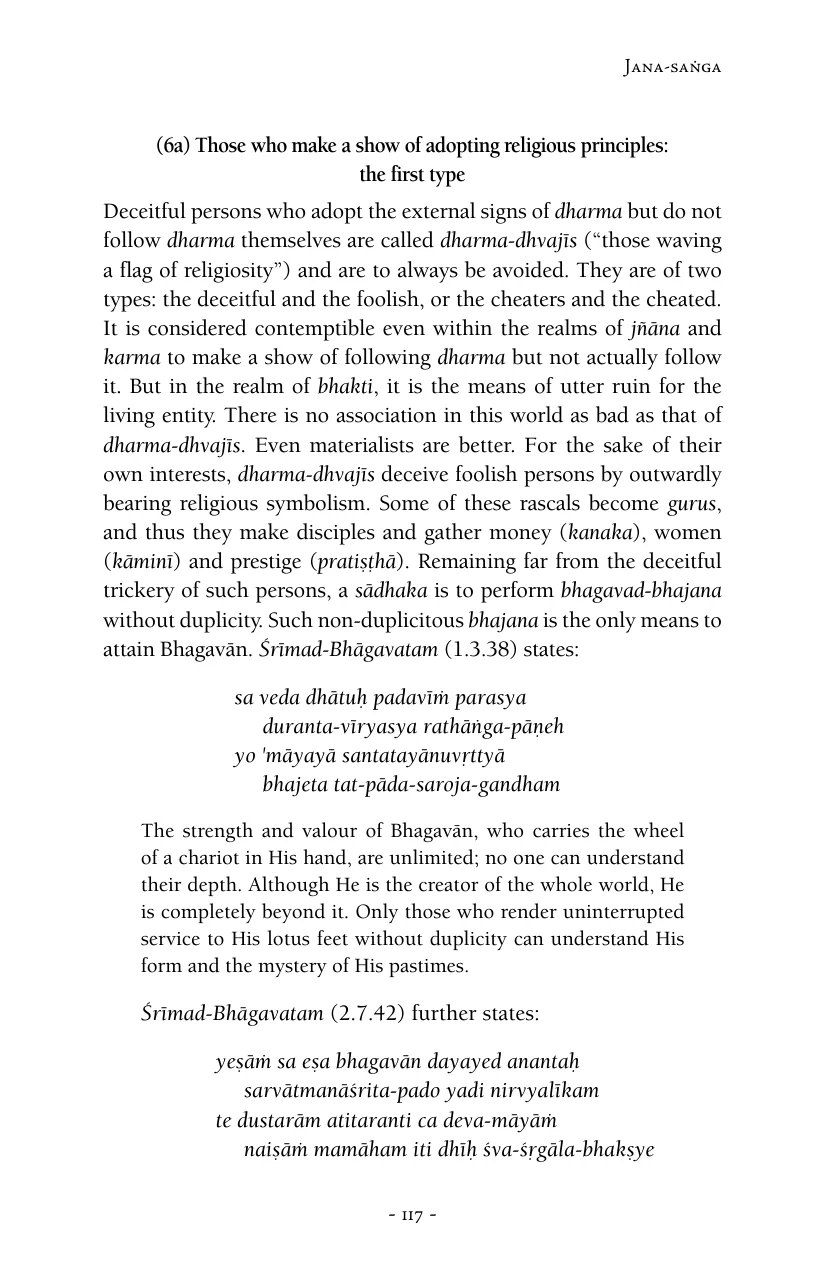 Jana-saṅga
(6a) Those who make a show of adopting religious principles:
the first type
Deceitful persons who adopt the external signs of dharma but do not
follow dharma themselves are called dharma-dhvajīs (“those waving
a flag of religiosity”) and are to always be avoided. They are of two
types: the deceitful and the foolish, or the cheaters and the cheated.
It is considered contemptible even within the realms of jñāna and
karma to make a show of following dharma but not actually follow
it. But in the realm of bhakti, it is the means of utter ruin for the
living entity. There is no association in this world as bad as that of
dharma-dhvajīs. Even materialists are better. For the sake of their
own interests, dharma-dhvajīs deceive foolish persons by outwardly
bearing religious symbolism. Some of these rascals become gurus,
and thus they make disciples and gather money (kanaka), women
(kāminī) and prestige (pratiṣṭhā). Remaining far from the deceitful
trickery of such persons, a sādhaka is to perform bhagavad-bhajana
without duplicity. Such non-duplicitous bhajana is the only means to
attain Bhagavān. Śrīmad-Bhāgavatam (1.3.38) states:
sa veda dhātuḥ padavīṁ parasya
duranta-vīryasya rathāṅga-pāṇeh
yo 'māyayā santatayānuvṛttyā
bhajeta tat-pāda-saroja-gandham
The strength and valour of Bhagavān, who carries the wheel
of a chariot in His hand, are unlimited; no one can understand
their depth. Although He is the creator of the whole world, He
is completely beyond it. Only those who render uninterrupted
service to His lotus feet without duplicity can understand His
form and the mystery of His pastimes.
Śrīmad-Bhāgavatam (2.7.42) further states:
yeṣāṁ sa eṣa bhagavān dayayed anantaḥ
sarvātmanāśrita-pado yadi nirvyalīkam
te dustarām atitaranti ca deva-māyāṁ
naiṣāṁ mamāham iti dhīḥ śva-śṛgāla-bhakṣye
- 117 -